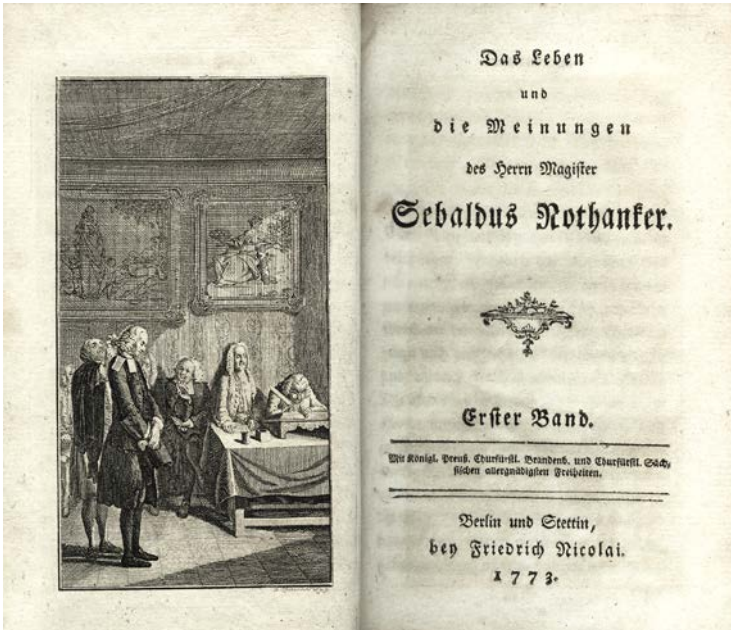 Das Leben
und
die Meinungen
des Herrn Magister
Sebaldus Nothanker.
Erster Band.
Mit Königl. Preuß. Churfürstl. Brandenb. und Churfürstl. Säch,
sischen allergnädigsten Freiheiten.
Berlin und Stettin,
bey Friedrich Nicolai.
1773.